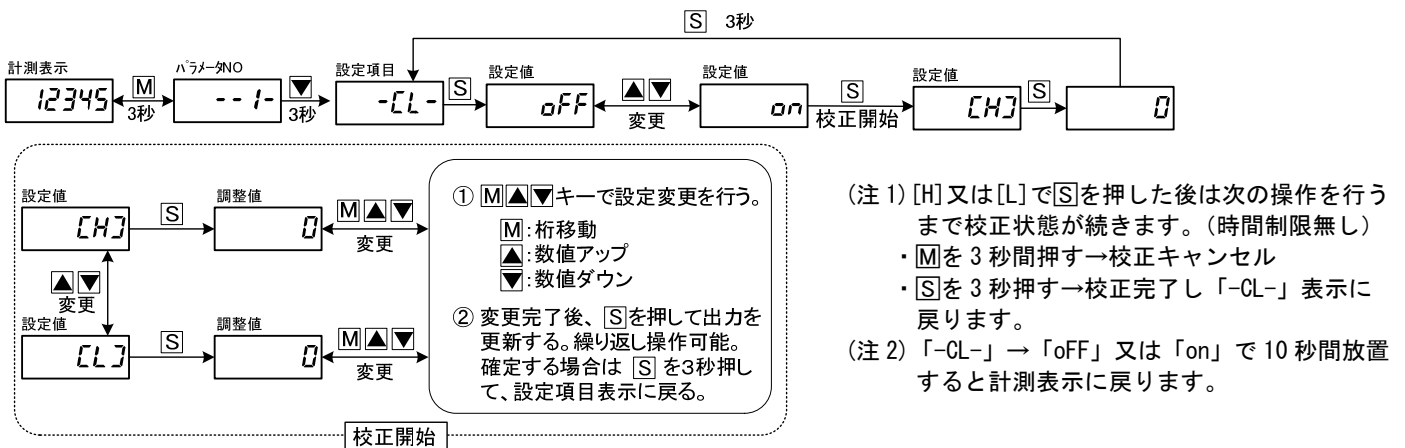 S 3秒
計測表示 パラメータNO 設定項目 設定値 設定値 設定値
12345 M 3秒 --1- ▼ 3秒 -CL- S oFF ▲▼ 変更 on S 校正開始 [H] S 0
設定値 調整値
[H] S 0 M▲▼ 変更
▲▼
変更
設定値 調整値
[L] S 0 M▲▼ 変更
① M▲▼キーで設定変更を行う。
M:桁移動
▲:数値アップ
▼:数値ダウン
② 変更完了後、Sを押して出力を
更新する。繰り返し操作可能。
確定する場合は S を3秒押し
て、設定項目表示に戻る。
校正開始
(注1)[H]又は[L]でSを押した後は次の操作を行う
まで校正状態が続きます。(時間制限無し)
・Mを3秒間押す→校正キャンセル
・Sを3秒押す→校正完了し「-CL-」表示に
戻ります。
(注2)「-CL-」→「oFF」又は「on」で10秒間放置
すると計測表示に戻ります。